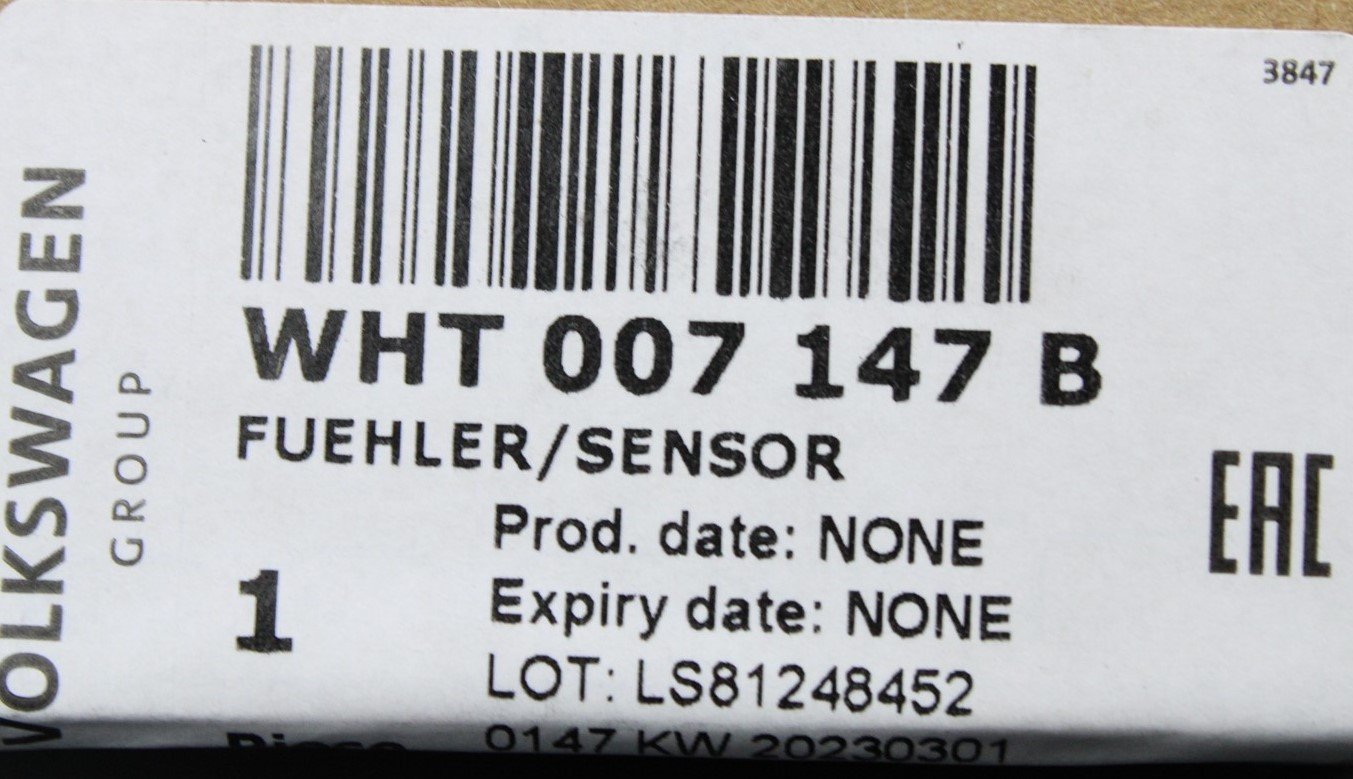 3847
VOLKSWAGEN
GROUP
WHT 007 147 B
FUEHLER/SENSOR
EAC
Prod. date: NONE
Expiry date: NONE
1
LOT: LS81248452
0147 KW 20230301